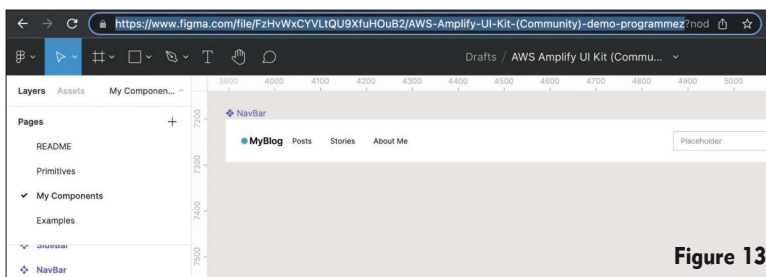 https://www.figma.com/file/FzHvWxCYVLtQU9XfuHOuB2/AWS-Amplify-UI-Kit-(Community)-demo-programmez?nod
Drafts / AWS Amplify UI Kit (Commu...
Layers Assets My Componen...
3900 4000 4100 4200 4300 4400 4500 4600 4700 4800 4900 5000
Pages
README
Primitives
My Components
Examples
SideBar
NavBar
7200
7300
7400
7500
NavBar
MyBlog Posts Stories About Me Placeholder
Figure 13